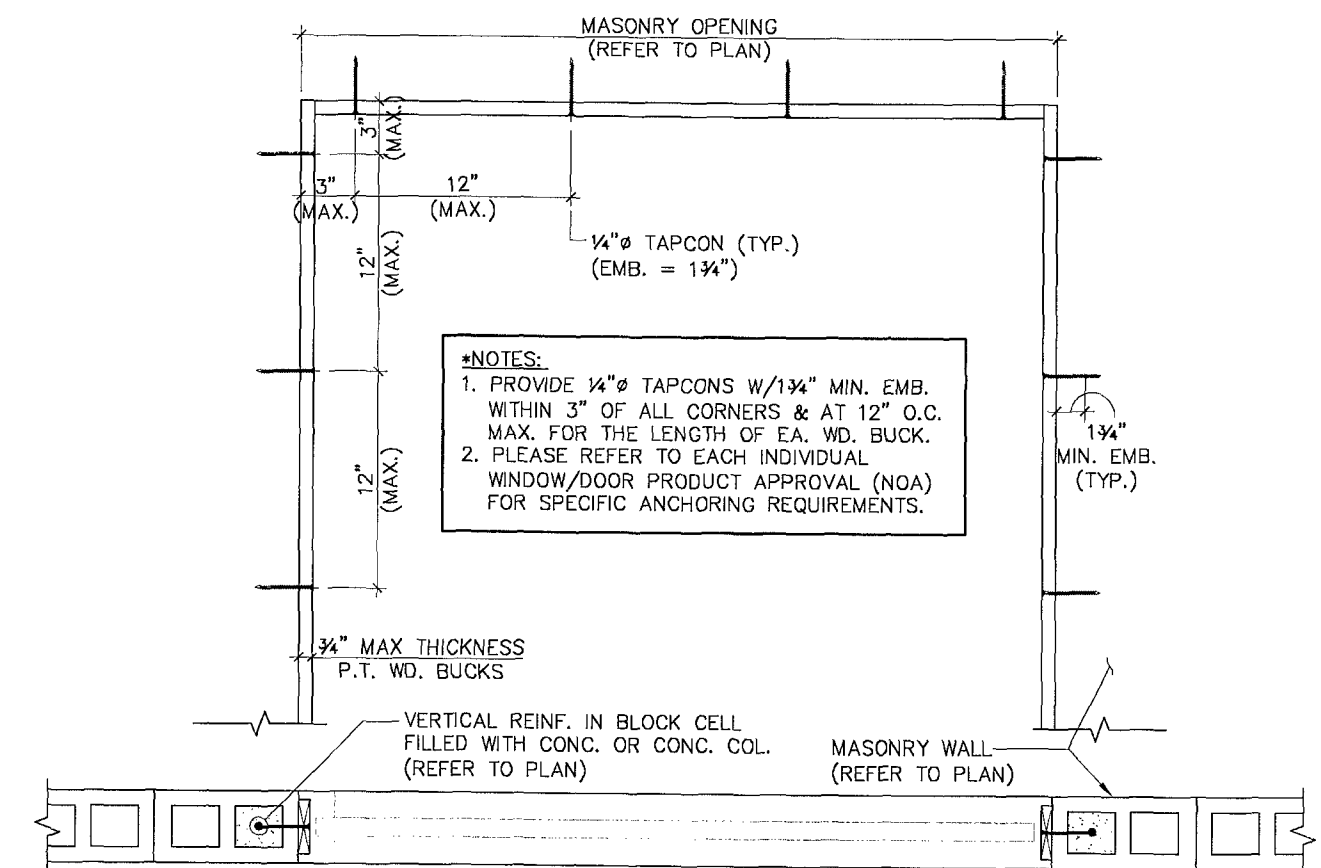 MASONRY OPENING
(REFER TO PLAN)
3"
(MAX.)
3"
(MAX.)
12"
(MAX.)
12"
(MAX.)
¼"ø TAPCON (TYP.)
(EMB. = 1¾")
*NOTES:
1. PROVIDE ¼"ø TAPCONS W/1¾" MIN. EMB.
WITHIN 3" OF ALL CORNERS & AT 12" O.C.
MAX. FOR THE LENGTH OF EA. WD. BUCK.
2. PLEASE REFER TO EACH INDIVIDUAL
WINDOW/DOOR PRODUCT APPROVAL (NOA)
FOR SPECIFIC ANCHORING REQUIREMENTS.
12"
(MAX.)
1¾"
MIN. EMB.
(TYP.)
¾" MAX THICKNESS
P.T. WD. BUCKS
VERTICAL REINF. IN BLOCK CELL
FILLED WITH CONC. OR CONC. COL.
(REFER TO PLAN)
MASONRY WALL
(REFER TO PLAN)